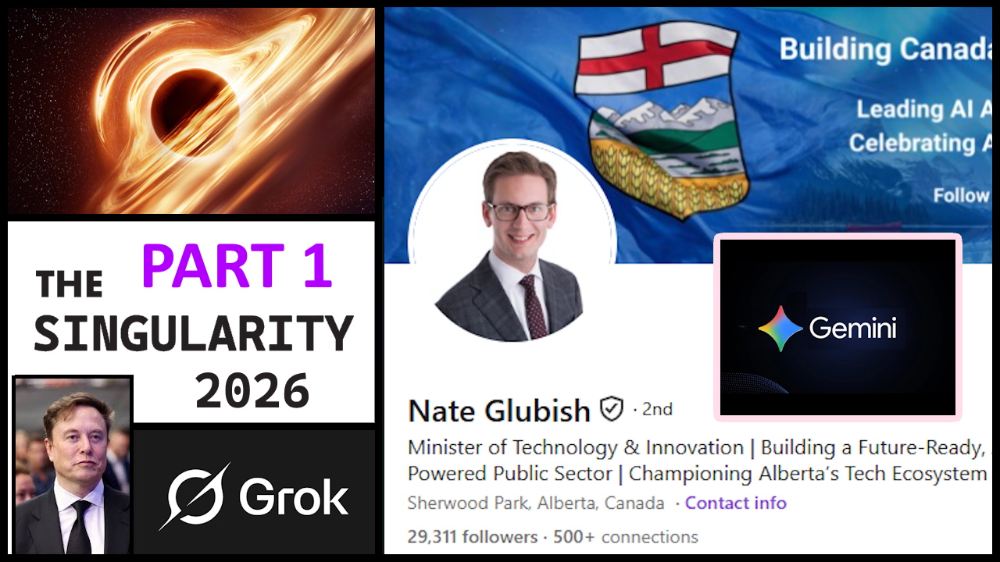 PART 1
THE
SINGULARITY
2026
Grok
Building Canada
Leading AI A
Celebrating A
Follow
Gemini
Nate Glubish · 2nd
Minister of Technology & Innovation | Building a Future-Ready,
Powered Public Sector | Championing Alberta’s Tech Ecosystem
Sherwood Park, Alberta, Canada · Contact info
29,311 followers · 500+ connections